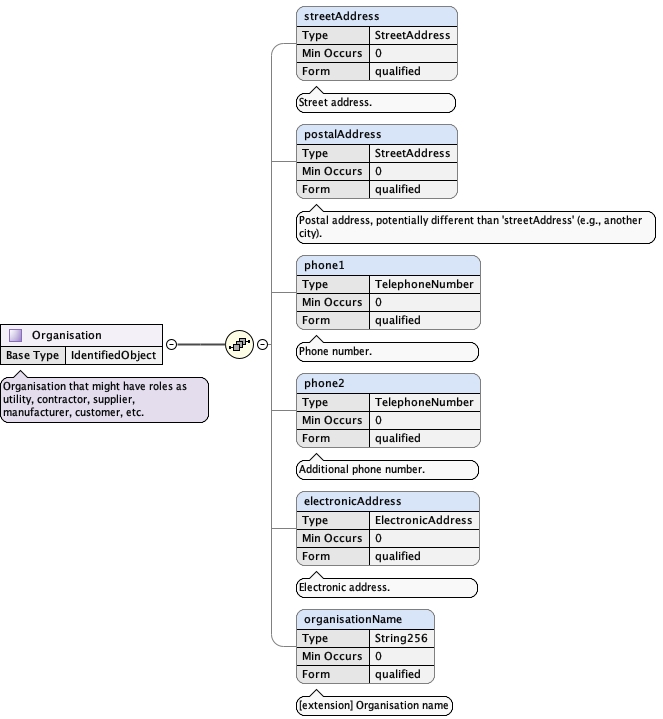 streetAddress
Type StreetAddress
Min Occurs 0
Form qualified
Street address.
postalAddress
Type StreetAddress
Min Occurs 0
Form qualified
Postal address, potentially different than 'streetAddress' (e.g., another
city).
phone1
Type TelephoneNumber
Min Occurs 0
Form qualified
Phone number.
Organisation
Base Type IdentifiedObject
Organisation that might have roles as
utility, contractor, supplier,
manufacturer, customer, etc.
phone2
Type TelephoneNumber
Min Occurs 0
Form qualified
Additional phone number.
electronicAddress
Type ElectronicAddress
Min Occurs 0
Form qualified
Electronic address.
organisationName
Type String256
Min Occurs 0
Form qualified
[extension] Organisation name